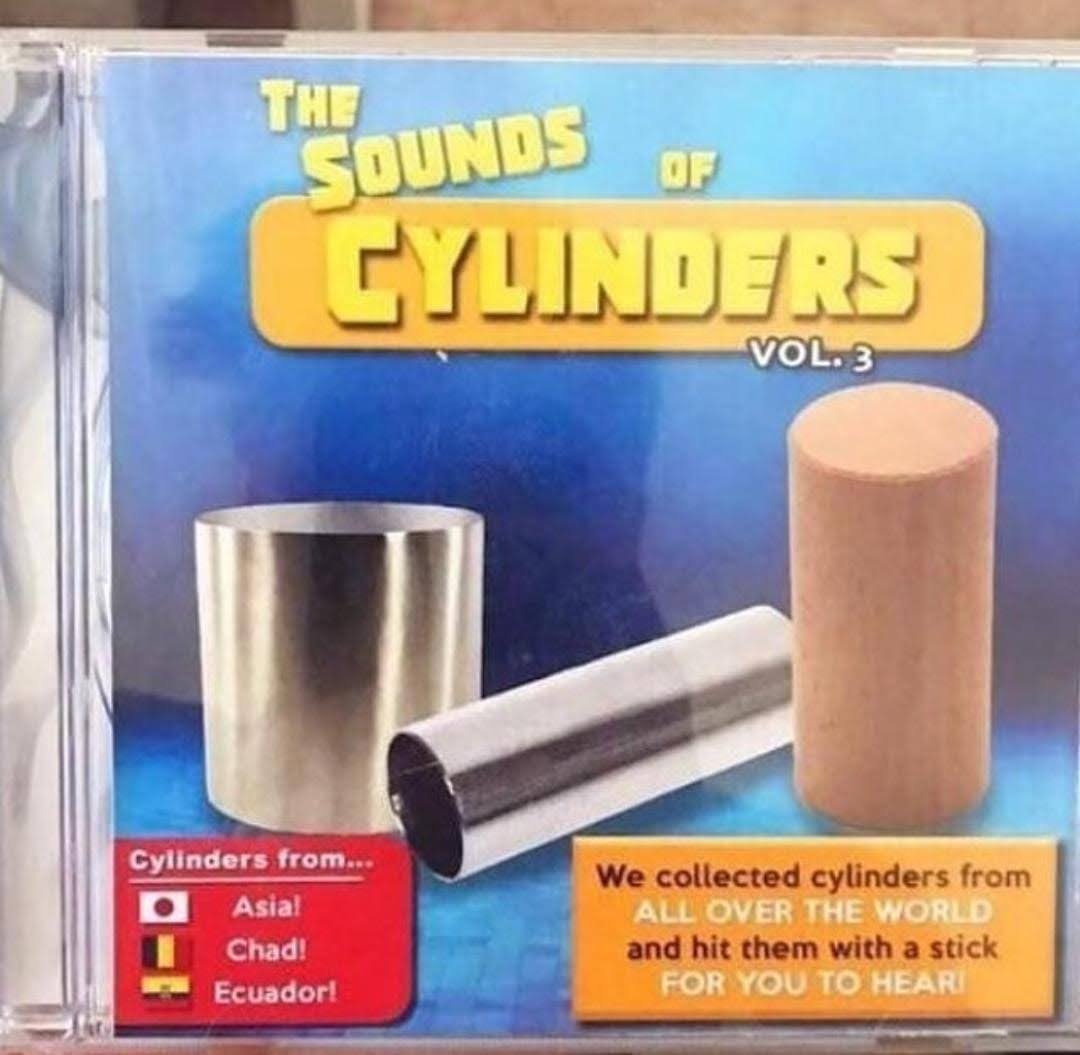 THE
SOUNDS OF
CYLINDERS
VOL. 3
Cylinders from...
Asia!
Chad!
Ecuador!
We collected cylinders from
ALL OVER THE WORLD
and hit them with a stick
FOR YOU TO HEAR!